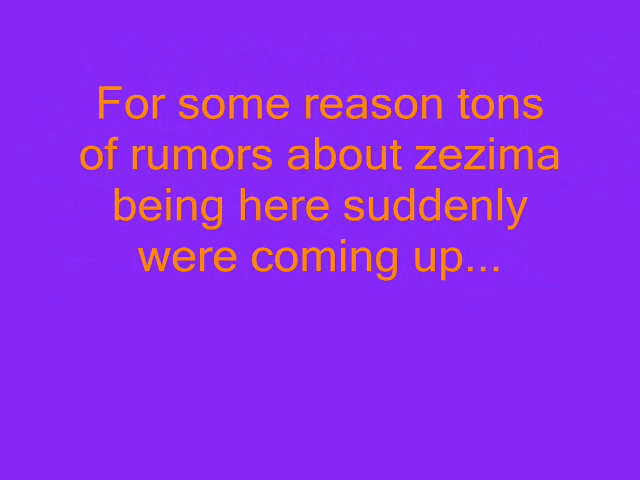 For some reason tons
of rumors about zezima
being here suddenly
were coming up...